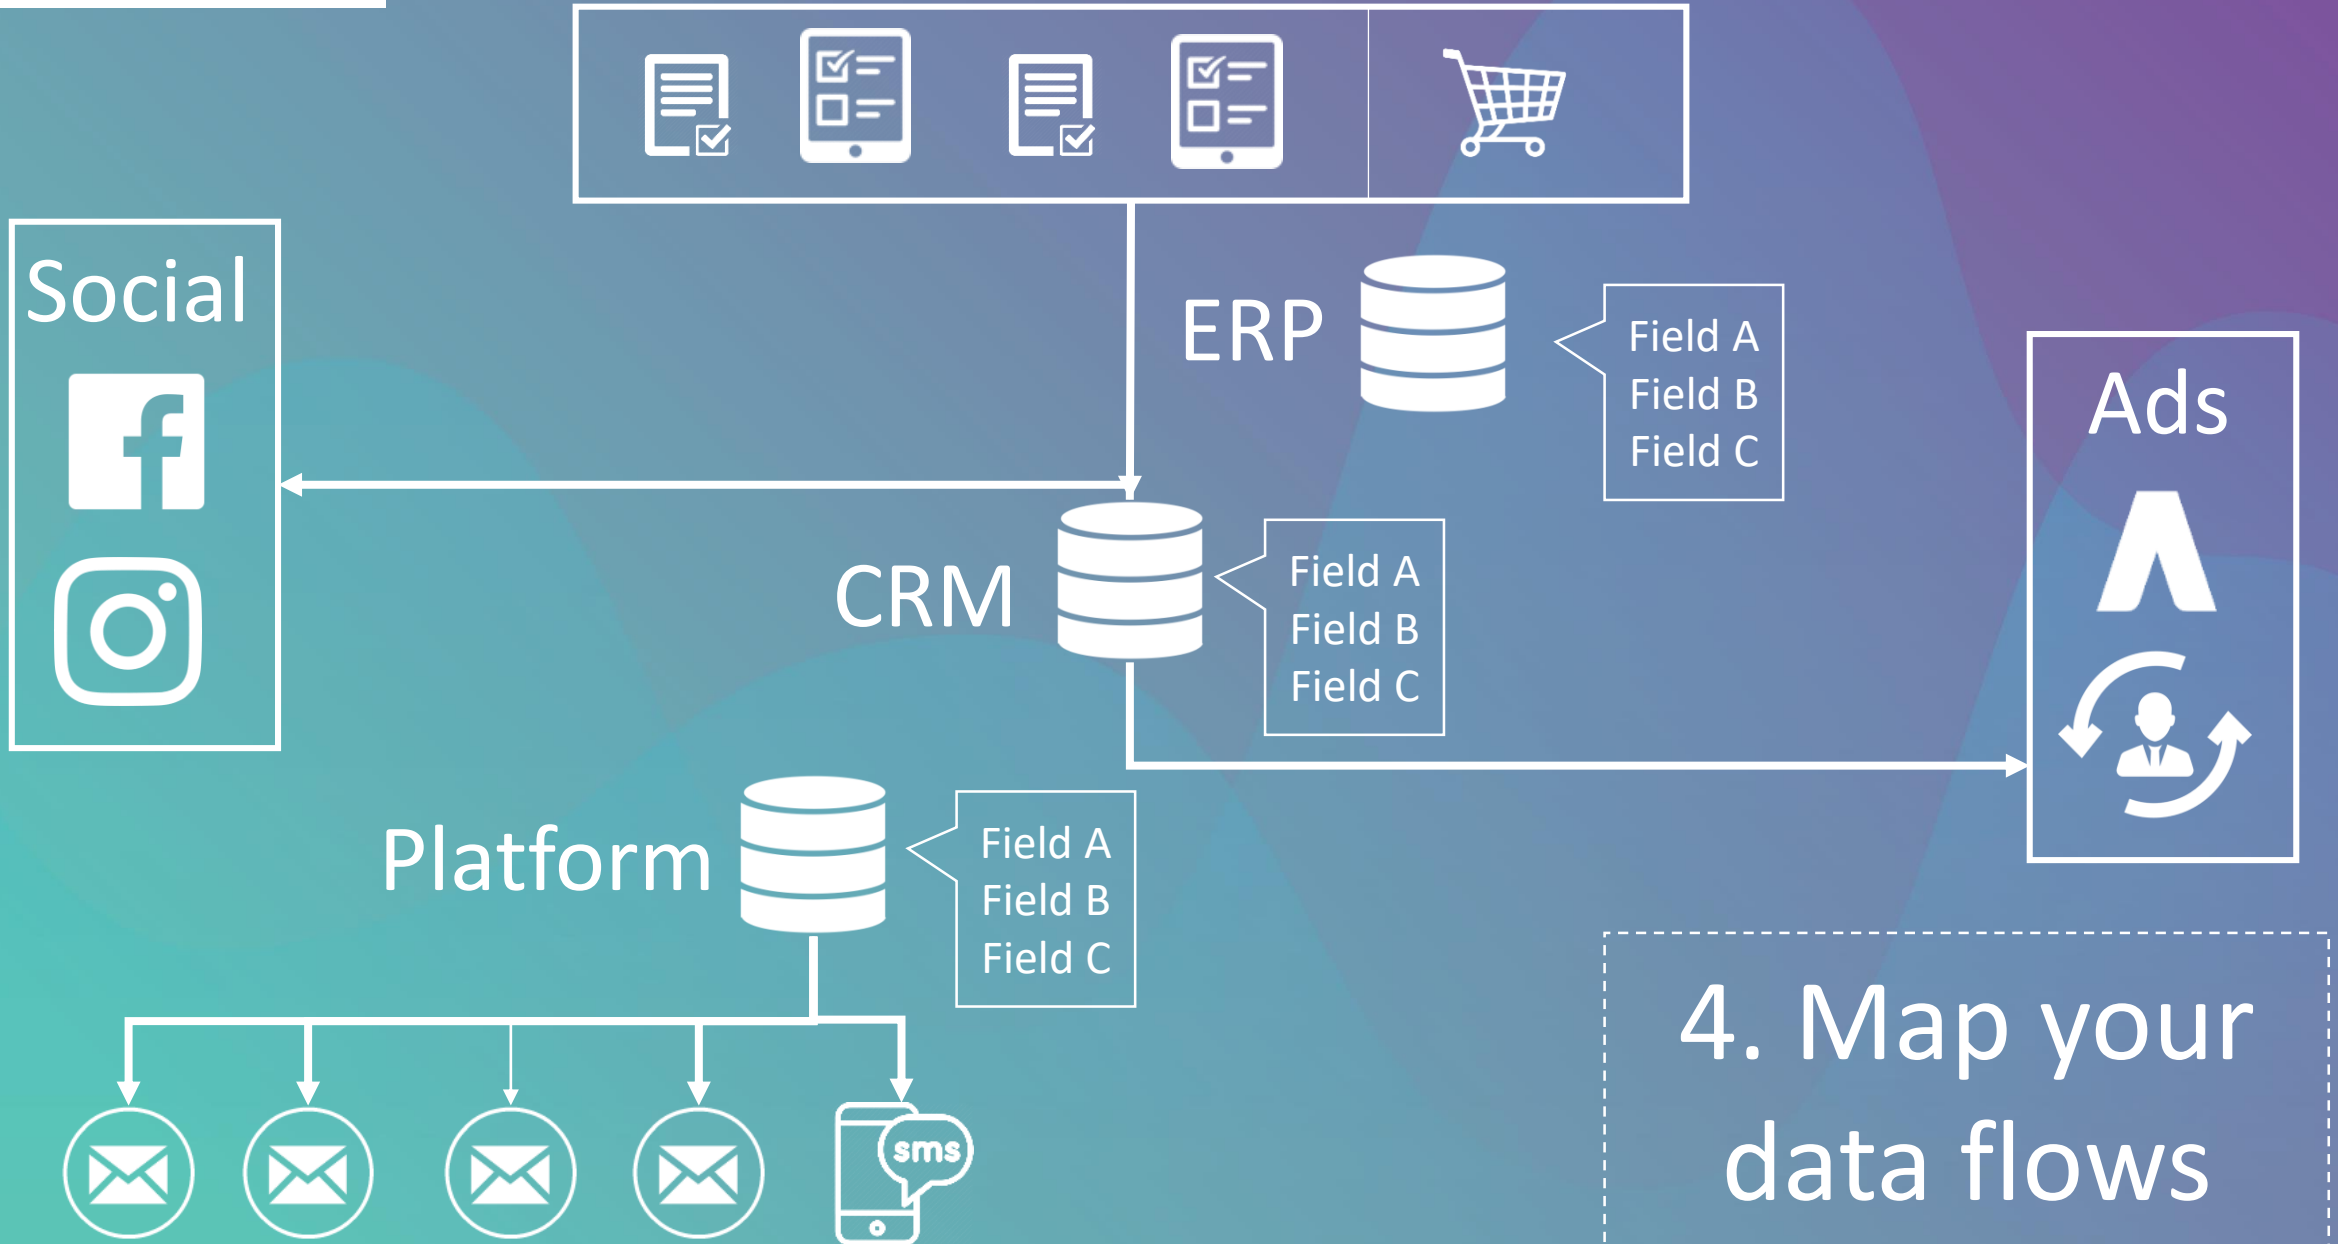 Social
ERP
Field A
Field B
Field C
Ads
CRM
Field A
Field B
Field C
Platform
Field A
Field B
Field C
sms
4. Map your
data flows